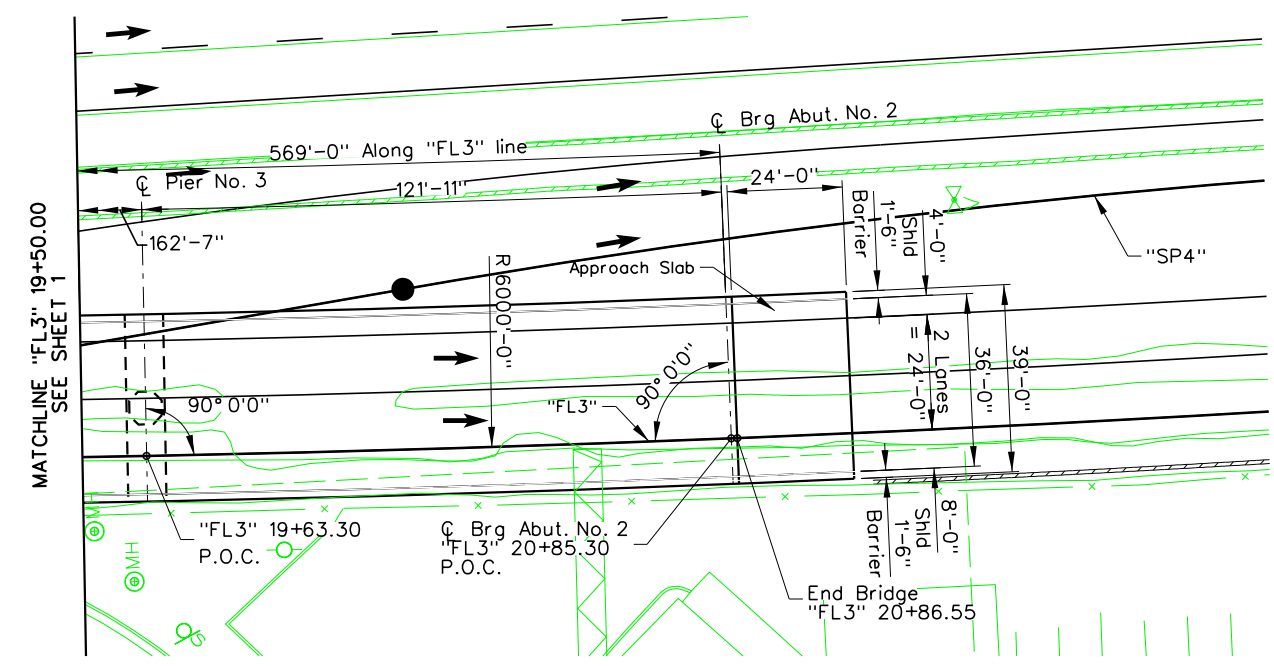 ℄ Brg Abut. No. 2
569'-0" Along "FL3" line
℄ Pier No. 3
121'-11"
24'-0"
162'-7"
MATCHLINE "FL3" 19+50.00
SEE SHEET 1
R 6000'-0"
Approach Slab
Barrier
1'-6"
Shld
4'-0"
"SP4"
2 Lanes
= 24'-0"
36'-0"
39'-0"
90° 0'0"
90° 0'0"
"FL3"
"FL3" 19+63.30
P.O.C.
℄ Brg Abut. No. 2
"FL3" 20+85.30
P.O.C.
Barrier
1'-6"
Shld
8'-0"
End Bridge
"FL3" 20+86.55
M
MH
S